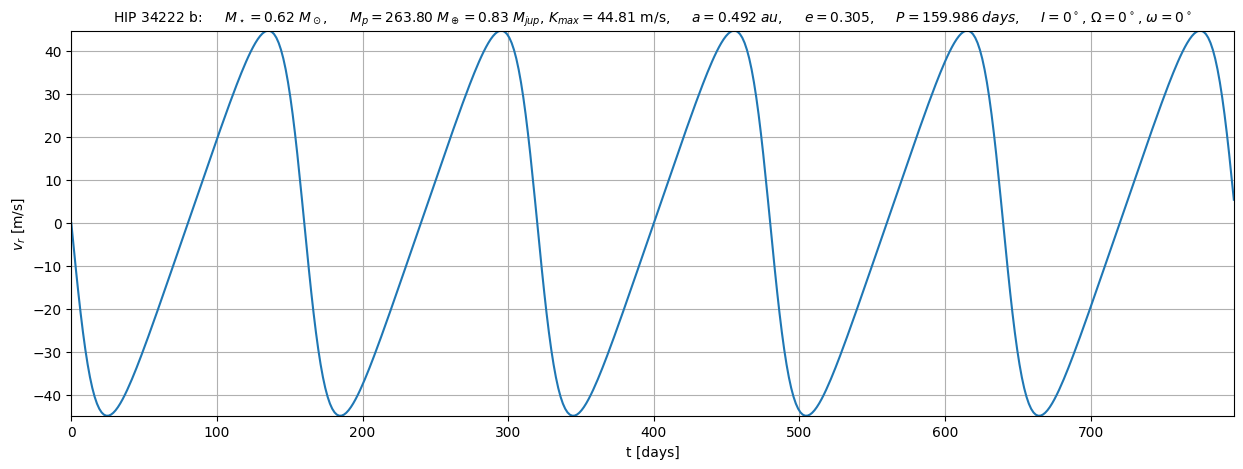 HIP 34222 b: M⋆ = 0.62 M⊙, Mp = 263.80 M⊕ = 0.83 Mjup, Kmax = 44.81 m/s, a = 0.492 au, e = 0.305, P = 159.986 days, I = 0°, Ω = 0°, ω = 0°
40
30
20
10
0
−10
−20
−30
−40
vr [m/s]
0 100 200 300 400 500 600 700
t [days]